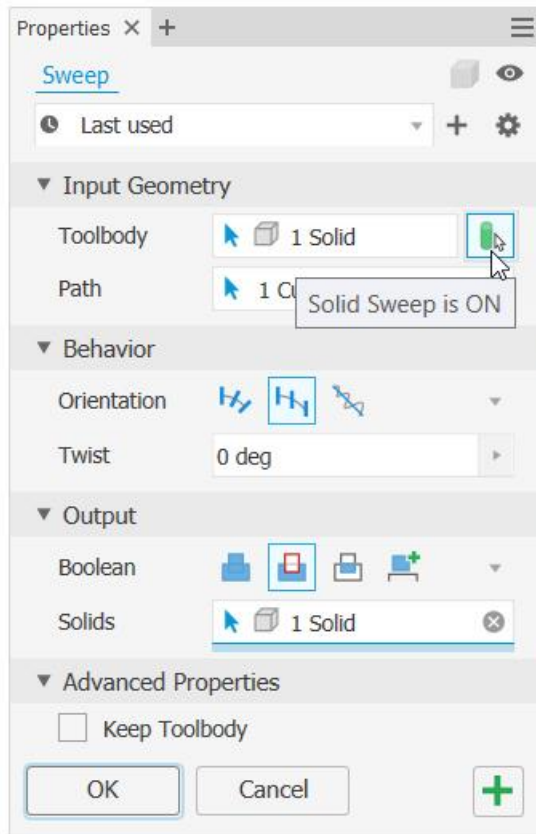 Properties
Sweep
Last used
Input Geometry
Toolbody 1 Solid
Path 1 Cu
Solid Sweep is ON
Behavior
Orientation
Twist 0 deg
Output
Boolean
Solids 1 Solid
Advanced Properties
Keep Toolbody
OK Cancel